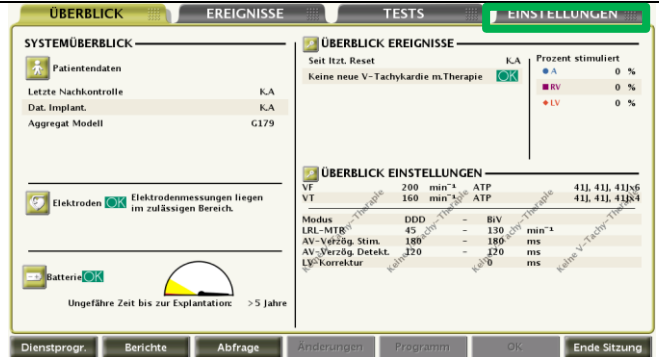 ÜBERBLICK EREIGNISSE TESTS EINSTELLUNGEN
SYSTEMÜBERBLICK
Patientendaten
Letzte Nachkontrolle K.A
Dat. Implant. K.A
Aggregat Modell G179
Elektroden OK Elektrodenmessungen liegen
im zulässigen Bereich.
Batterie OK
Ungefähre Zeit bis zur Explantation: >5 Jahre
ÜBERBLICK EREIGNISSE
Seit ltzt. Reset K.A
Keine neue V-Tachykardie m.Therapie OK
Prozent stimuliert
A 0 %
RV 0 %
LV 0 %
ÜBERBLICK EINSTELLUNGEN
VF 200 min⁻¹ ATP 41J, 41J, 41Jx6
VT 160 min⁻¹ ATP 41J, 41J, 41Jx4
Modus DDD - BiV
LRL-MTR 45 - 130 min⁻¹
AV-Verzög. Stim. 180 - 180 ms
AV-Verzög. Detekt. 120 - 120 ms
LV-Korrektur 0 ms
Keine Tachy-Therapie
Keine Tachy-Therapie
Keine V-Tachy-Therapie
Dienstprogr. Berichte Abfrage Änderungen Programm OK Ende Sitzung